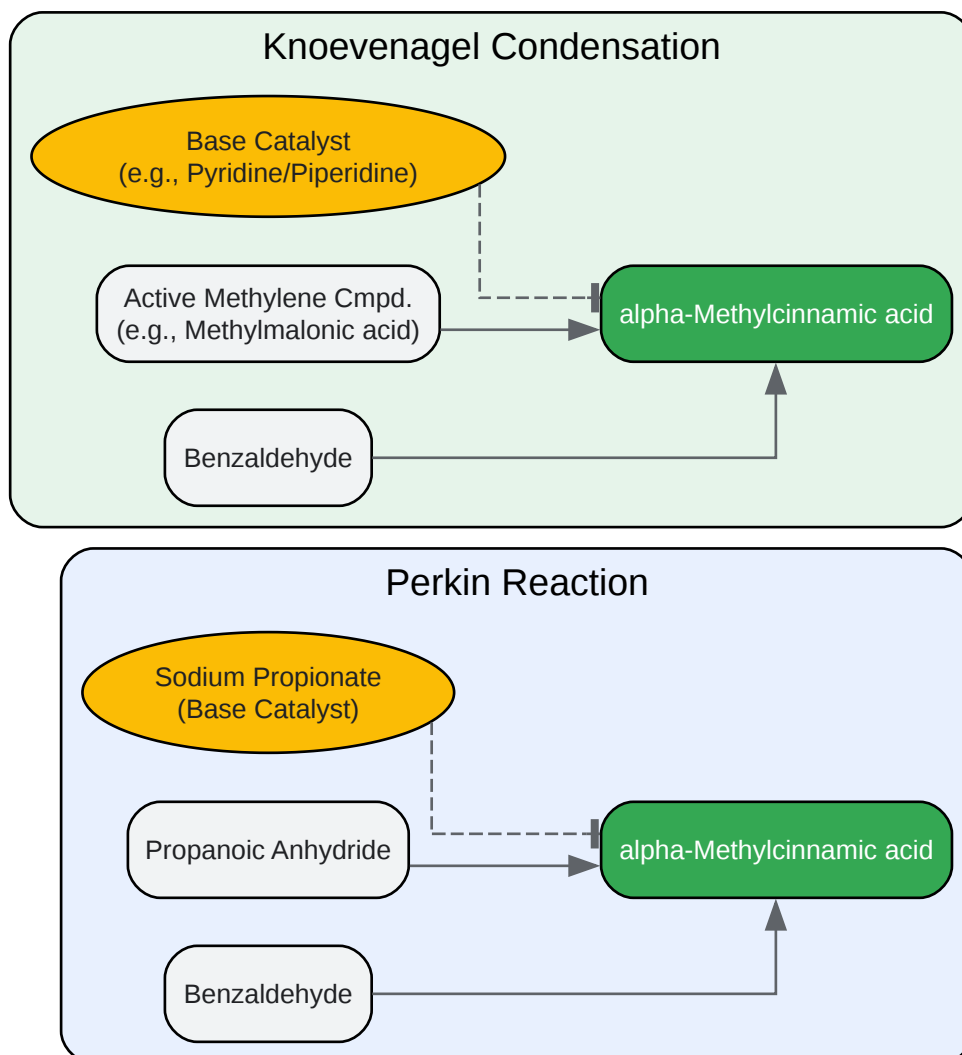 Knoevenagel Condensation
Base Catalyst
(e.g., Pyridine/Piperidine)
Active Methylene Cmpd.
(e.g., Methylmalonic acid)
alpha-Methylcinnamic acid
Benzaldehyde
Perkin Reaction
Sodium Propionate
(Base Catalyst)
Propanoic Anhydride
alpha-Methylcinnamic acid
Benzaldehyde